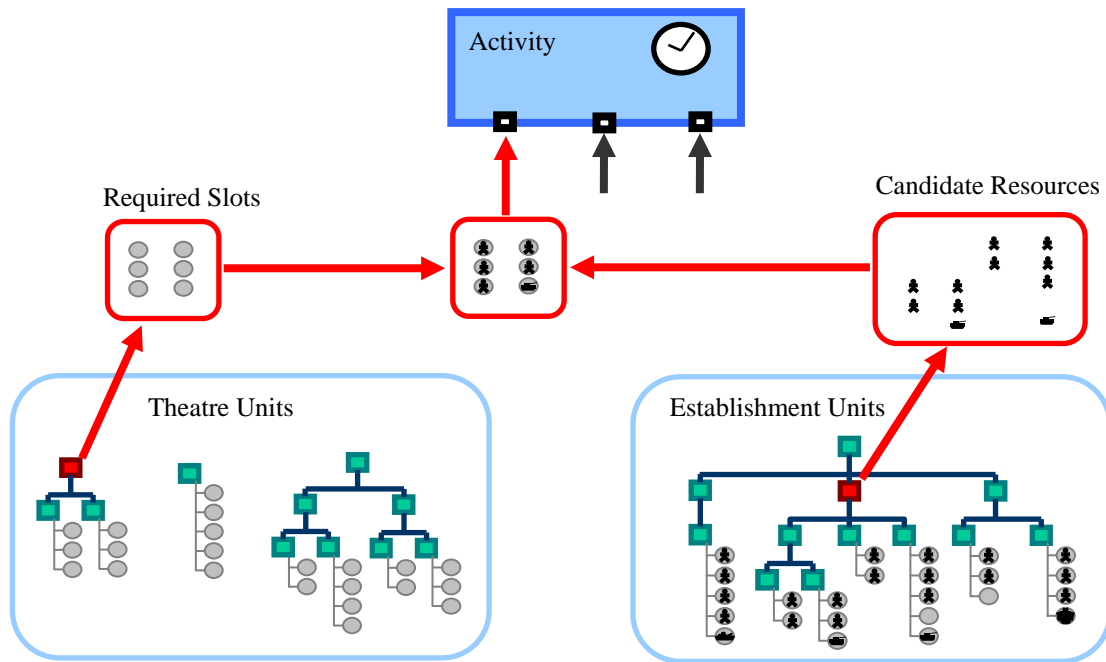 Activity
Required Slots
Candidate Resources
Theatre Units
Establishment Units